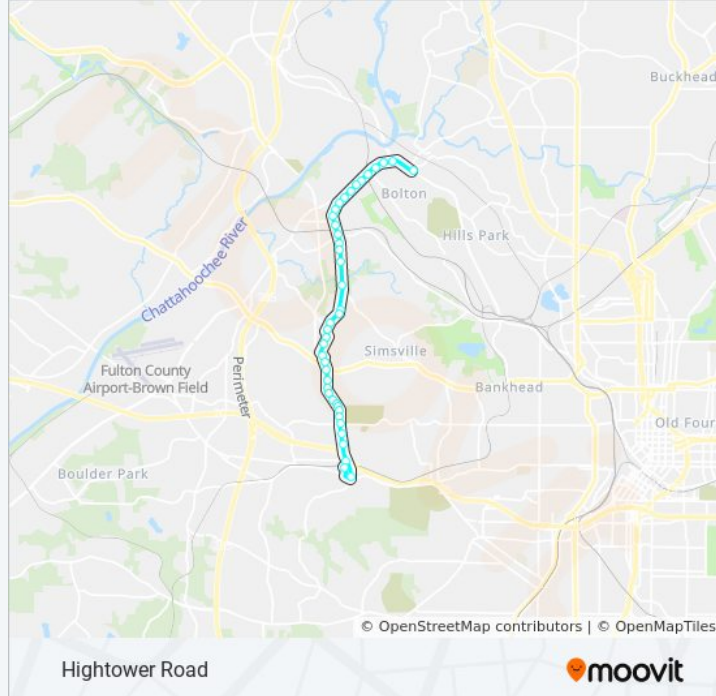 Buckhead
Bolton
Hills Park
Chattahoochee River
Simsville
Fulton County
Airport-Brown Field
Perimeter
Bankhead
Old Four
Boulder Park
© OpenStreetMap contributors | © OpenMapTiles
Hightower Road
moovit